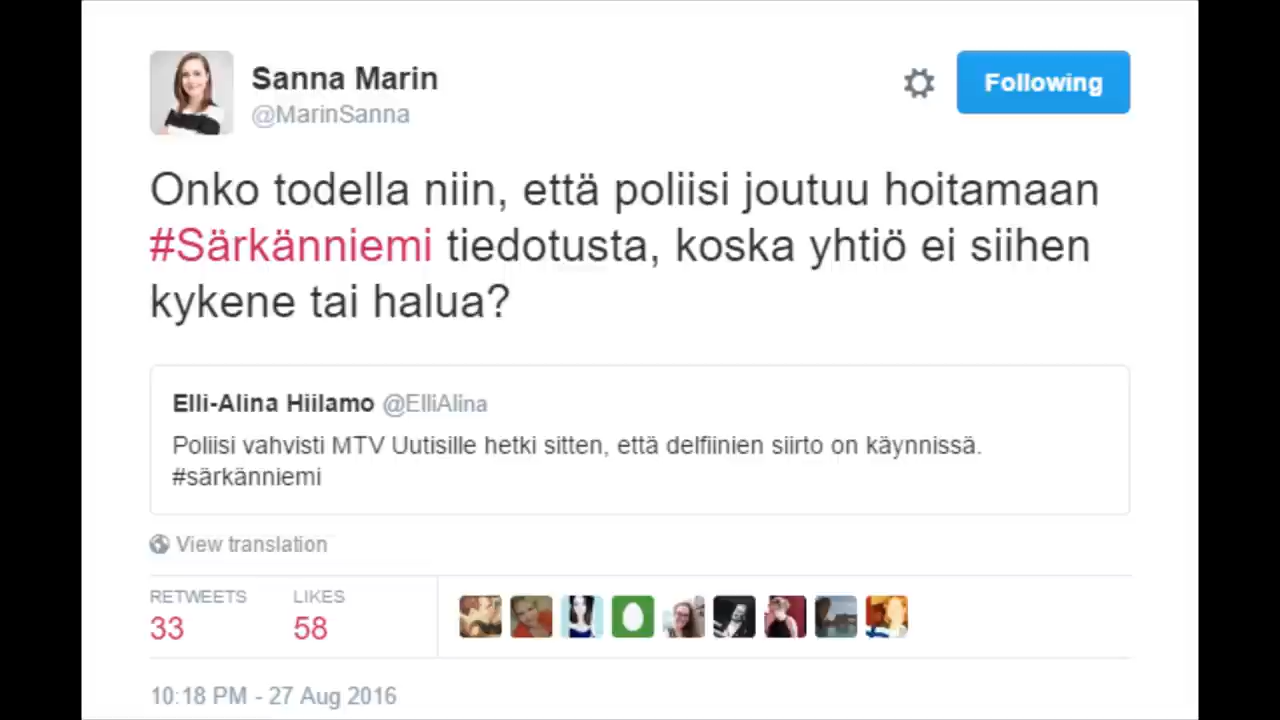 Sanna Marin
@MarinSanna
Following
Onko todella niin, että poliisi joutuu hoitamaan
#Särkänniemi tiedotusta, koska yhtiö ei siihen
kykene tai halua?
Elli-Alina Hiilamo @ElliAlina
Poliisi vahvisti MTV Uutisille hetki sitten, että delfiinien siirto on käynnissä.
#särkänniemi
View translation
RETWEETS LIKES
33 58
10:18 PM - 27 Aug 2016